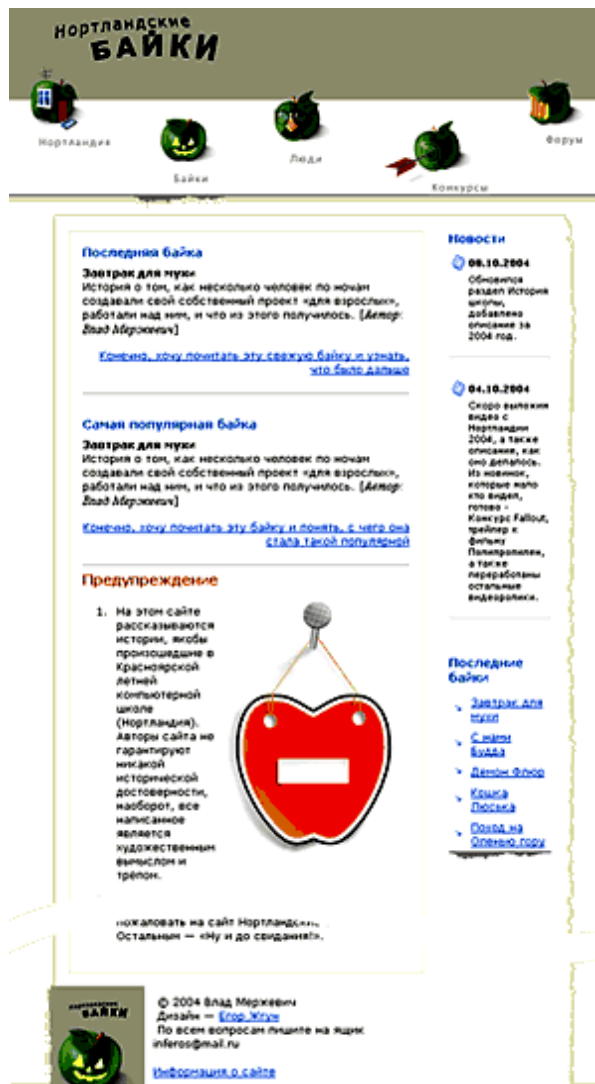 Нортландские
БАЙКИ
Нортландия
Байки
Люди
Конкурсы
Форум
Последняя байка
Завтрак для мухи
История о том, как несколько человек по ночам
создавали свой собственный проект «для взрослых»,
работали над ним, и что из этого получилось. [Автор:
Влад Мержевич]
Конечно, хочу почитать эту свежую байку и узнать,
что было дальше
Самая популярная байка
Завтрак для мухи
История о том, как несколько человек по ночам
создавали свой собственный проект «для взрослых»,
работали над ним, и что из этого получилось. [Автор:
Влад Мержевич]
Конечно, хочу почитать эту байку и понять, с чего она
стала такой популярной
Предупреждение
1. На этом сайте
рассказываются
истории, якобы
произошедшие в
Красноярской
летней
компьютерной
школе
(Нортландия).
Авторы сайта не
гарантируют
никакой
исторической
достоверности,
наоборот, все
написанное
является
художественным
вымыслом и
трёпом.
пожаловать на сайт
Остальным — «Ну и до свидания!».
Новости
08.10.2004
Обновился
раздел История
школы,
добавлено
описание за
2004 год.
04.10.2004
Скоро выложим
видео с
Нортландии
2004, а также
описание, как
оно делалось.
Из новинок,
которые мало
кто видел,
готово -
Конкурс Fallout,
трейлер к
фильму
Полипропилен,
а также
переработаны
остальные
видеоролики.
Последние
байки
Завтрак для
мухи
С нами
Будда
Демон Флюр
Кошка
Люська
Поход на
Оленью гору
Нортландские
БАЙКИ
© 2004 Влад Мержевич
Дизайн — Егор Жгун
По всем вопросам пишите на ящик
inferos@mail.ru
Информация о сайте